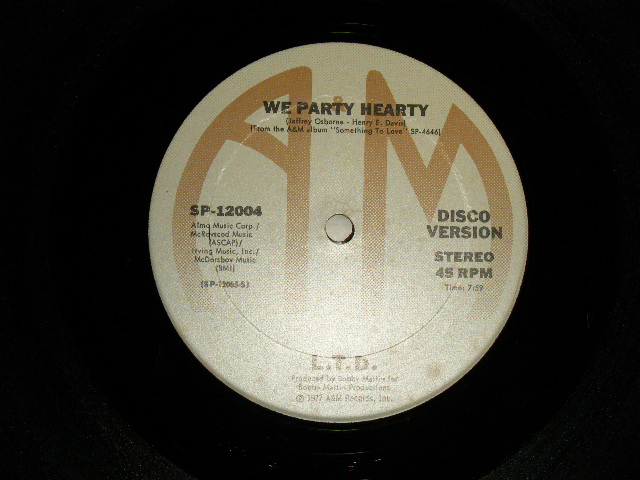 A&M
WE PARTY HEARTY
(Jeffrey Osborne - Henry E. Davis)
(From the A&M album "Something To Love" SP-4646)
SP-12004
Almo Music Corp./
McRovscod Music
(ASCAP)/
Irving Music, Inc./
McDorsbov Music
(BMI)
(SP-12065-S)
DISCO
VERSION
STEREO
45 RPM
Time: 7:59
L.T.D.
Produced by Bobby Martin for
Bobby Martin Productions
℗ 1977 A&M Records, Inc.